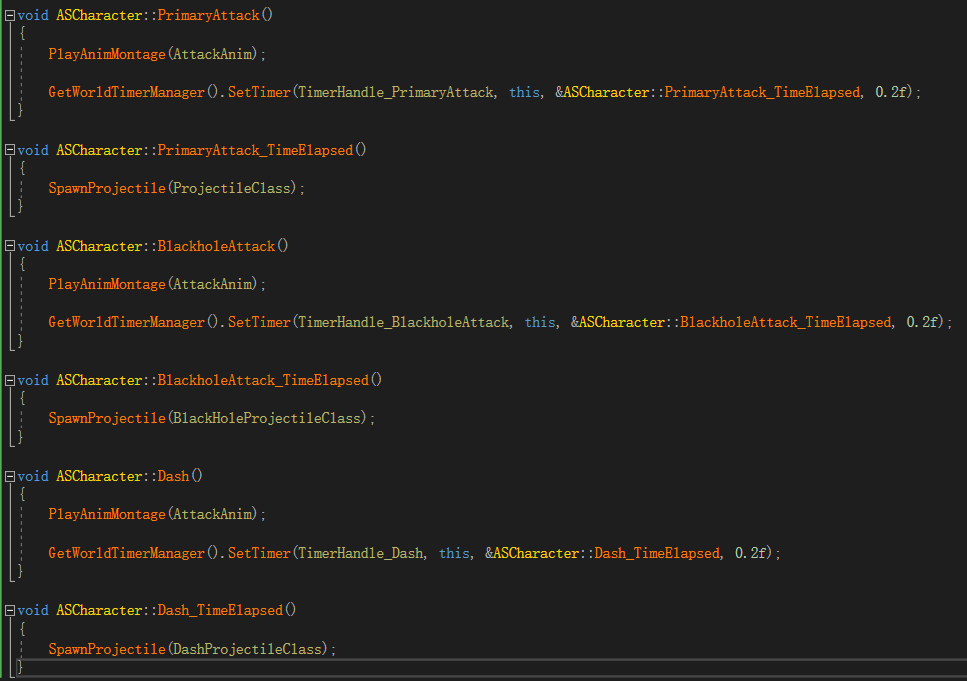 void ASCharacter::PrimaryAttack()
{
PlayAnimMontage(AttackAnim);
GetWorldTimerManager().SetTimer(TimerHandle_PrimaryAttack, this, &ASCharacter::PrimaryAttack_TimeElapsed, 0.2f);
}
void ASCharacter::PrimaryAttack_TimeElapsed()
{
SpawnProjectile(ProjectileClass);
}
void ASCharacter::BlackholeAttack()
{
PlayAnimMontage(AttackAnim);
GetWorldTimerManager().SetTimer(TimerHandle_BlackholeAttack, this, &ASCharacter::BlackholeAttack_TimeElapsed, 0.2f);
}
void ASCharacter::BlackholeAttack_TimeElapsed()
{
SpawnProjectile(BlackHoleProjectileClass);
}
void ASCharacter::Dash()
{
PlayAnimMontage(AttackAnim);
GetWorldTimerManager().SetTimer(TimerHandle_Dash, this, &ASCharacter::Dash_TimeElapsed, 0.2f);
}
void ASCharacter::Dash_TimeElapsed()
{
SpawnProjectile(DashProjectileClass);
}